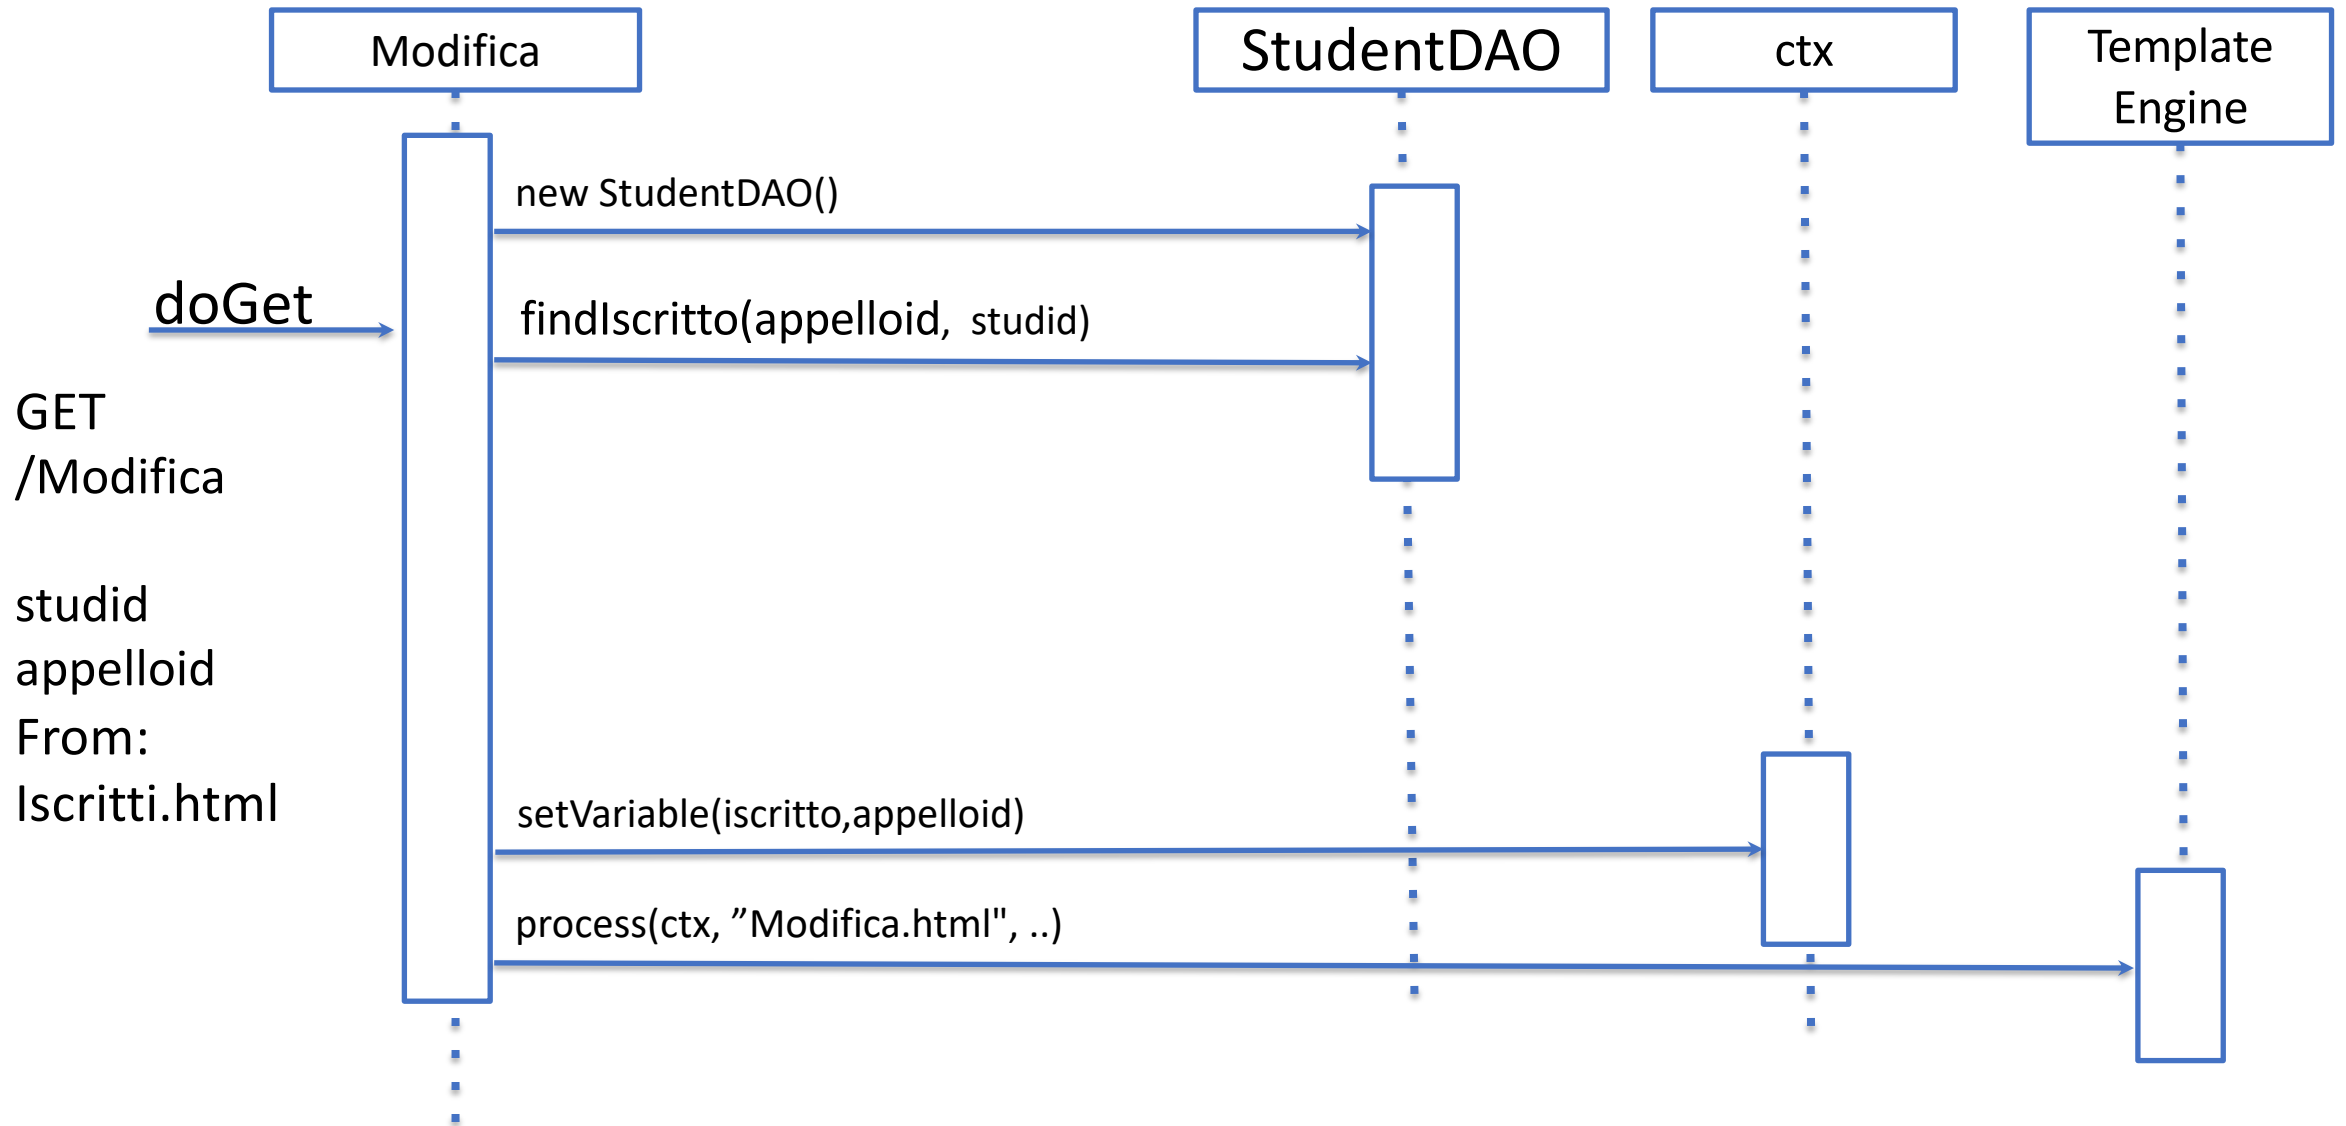 Modifica
StudentDAO
ctx
Template
Engine
new StudentDAO()
doGet
findIscritto(appelloid, studid)
GET
/Modifica
studid
appelloid
From:
Iscritti.html
setVariable(iscritto,appelloid)
process(ctx, ”Modifica.html", ..)